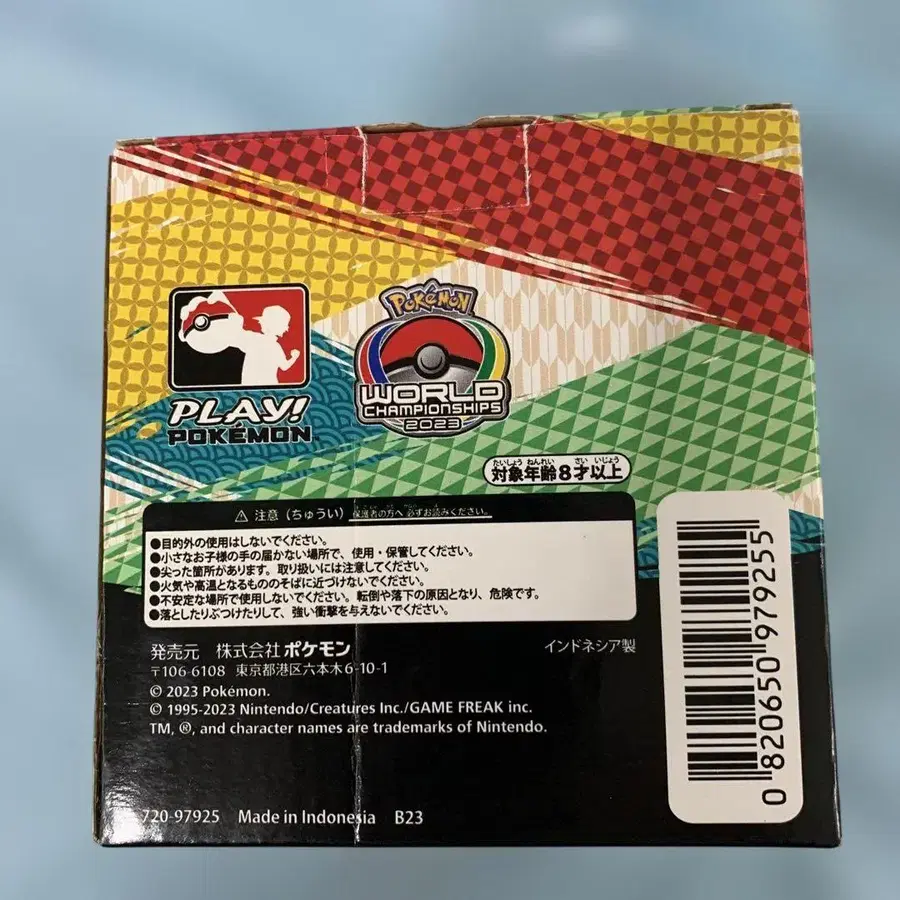 PLAY!
POKÉMON
POKÉMON
WORLD
CHAMPIONSHIPS
2023
たいしょう ねんれい さい いじょう
対象年齢8才以上
⚠ 注意（ちゅうい） 保護者の方へ 必ずお読みください。
●目的外の使用はしないでください。
●小さなお子様の手の届かない場所で、使用・保管してください。
●尖った箇所があります。取り扱いには注意してください。
●火気や高温となるもののそばに近づけないでください。
●不安定な場所で使用しないでください。転倒や落下の原因となり、危険です。
●落としたりぶつけたりして、強い衝撃を与えないでください。
発売元 株式会社 ポケモン
インドネシア製
〒106-6108 東京都港区六本木6-10-1
© 2023 Pokémon.
© 1995-2023 Nintendo/Creatures Inc./GAME FREAK inc.
TM, ®, and character names are trademarks of Nintendo.
720-97925 Made in Indonesia B23
0 820650 979255